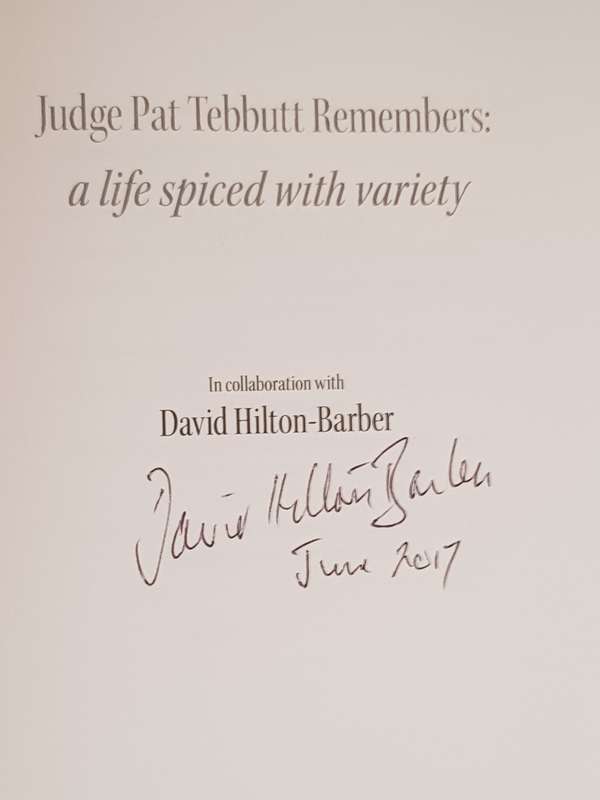 Judge Pat Tebbutt Remembers:
a life spiced with variety
In collaboration with
David Hilton-Barber
David Hilton Barber
June 2017